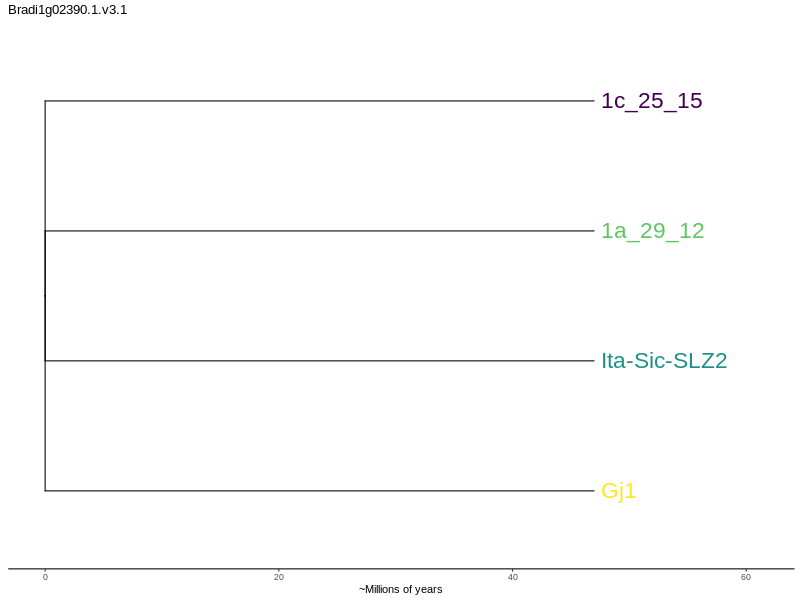 Bradi1g02390.1.v3.1
1c_25_15
1a_29_12
Ita-Sic-SLZ2
Gj1
0 20 40 60
~Millions of years